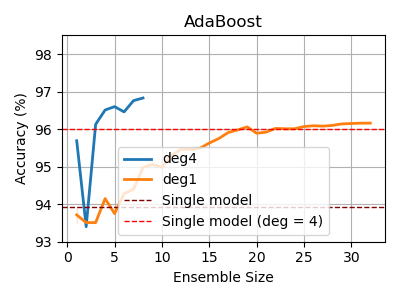 AdaBoost
Accuracy (%)
98
97
96
95
94
93
deg4
deg1
Single model
Single model (deg = 4)
0 5 10 15 20 25 30
Ensemble Size